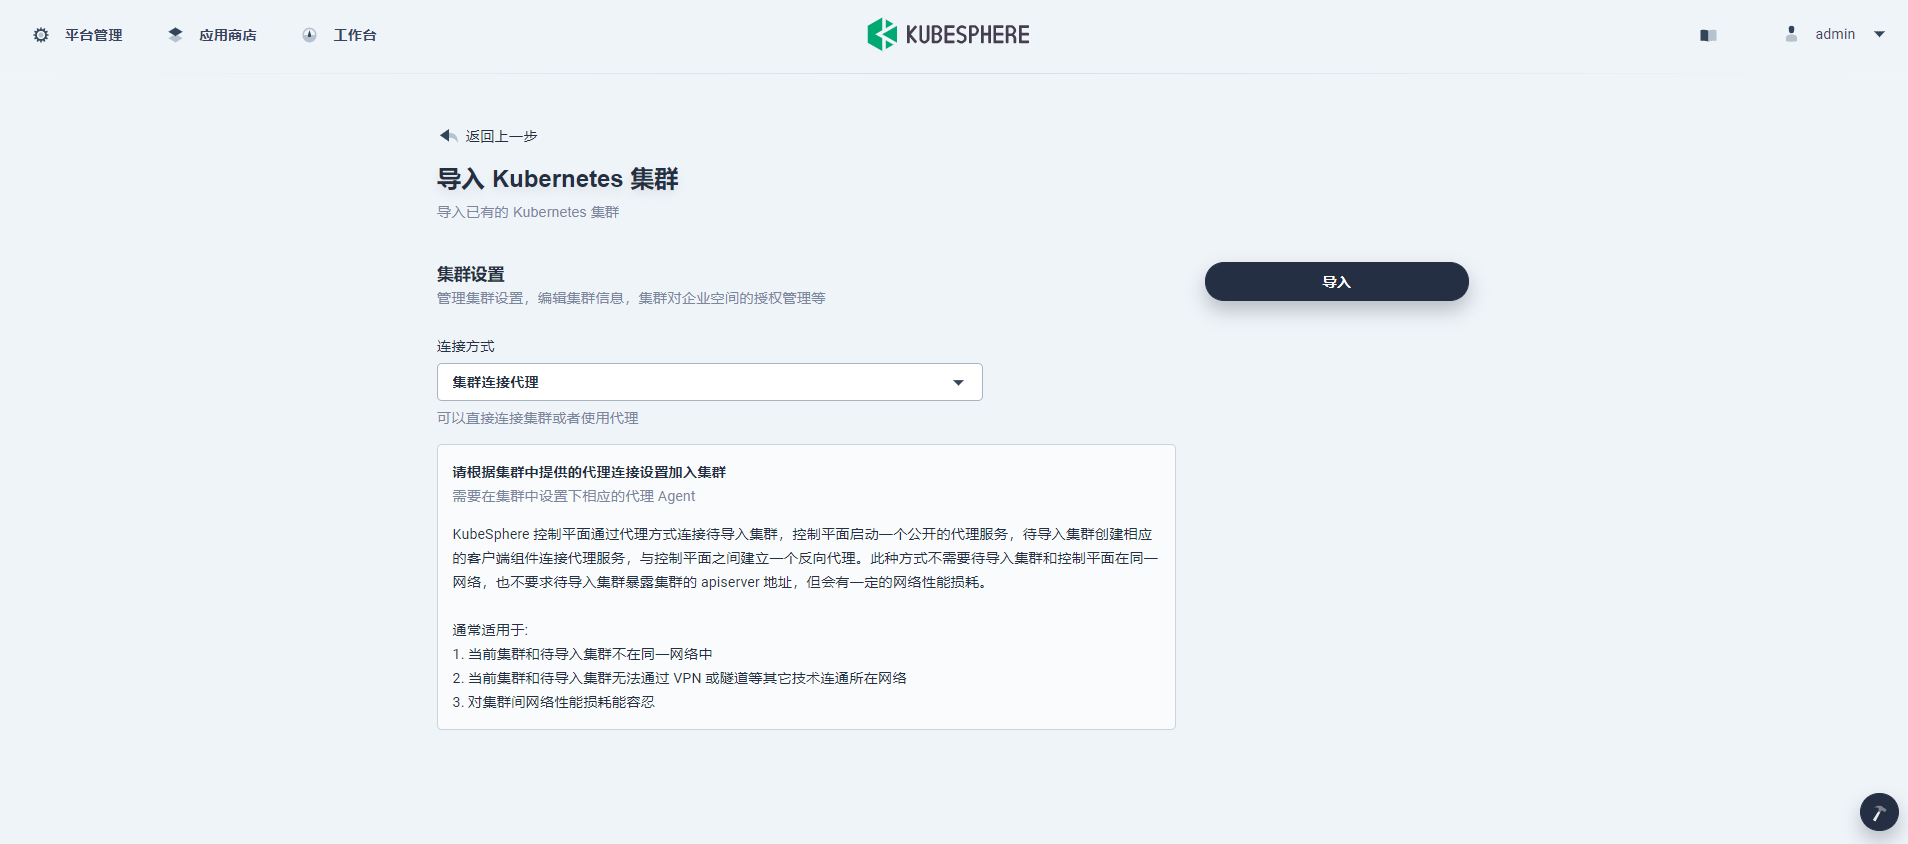 平台管理
应用商店
工作台
KUBESPHERE
admin
返回上一步
导入 Kubernetes 集群
导入已有的 Kubernetes 集群
集群设置
管理集群设置，编辑集群信息，集群对企业空间的授权管理等
导入
连接方式
集群连接代理
可以直接连接集群或者使用代理
请根据集群中提供的代理连接设置加入集群
需要在集群中设置下相应的代理 Agent
KubeSphere 控制平面通过代理方式连接待导入集群，控制平面启动一个公开的代理服务，待导入集群创建相应
的客户端组件连接代理服务，与控制平面之间建立一个反向代理。此种方式不需要待导入集群和控制平面在同一
网络，也不要求待导入集群暴露集群的 apiserver 地址，但会有一定的网络性能损耗。
通常适用于:
1. 当前集群和待导入集群不在同一网络中
2. 当前集群和待导入集群无法通过 VPN 或隧道等其它技术连通所在网络
3. 对集群间网络性能损耗能容忍